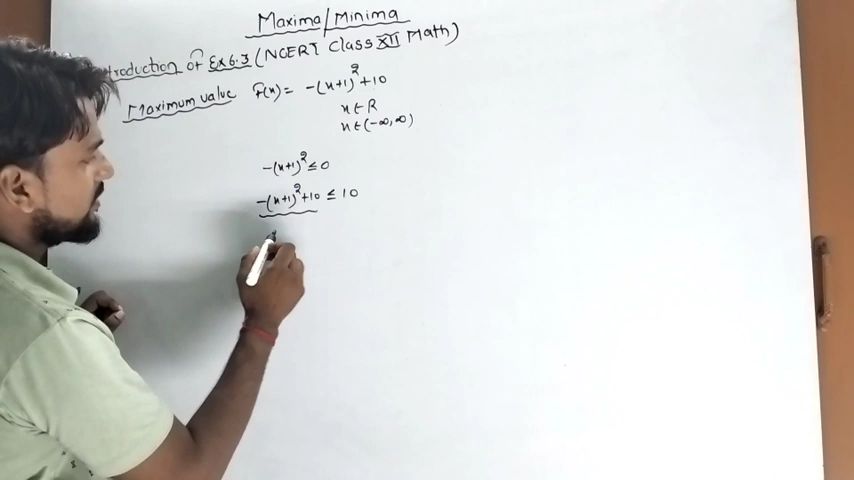 Maxima/Minima
troduction of Ex 6.3 (NCERT Class XII Math)
Maximum value f(x) = -(x+1)² + 10
x ∈ R
x ∈ (-∞, ∞)
-(x+1)² ≤ 0
-(x+1)² + 10 ≤ 10